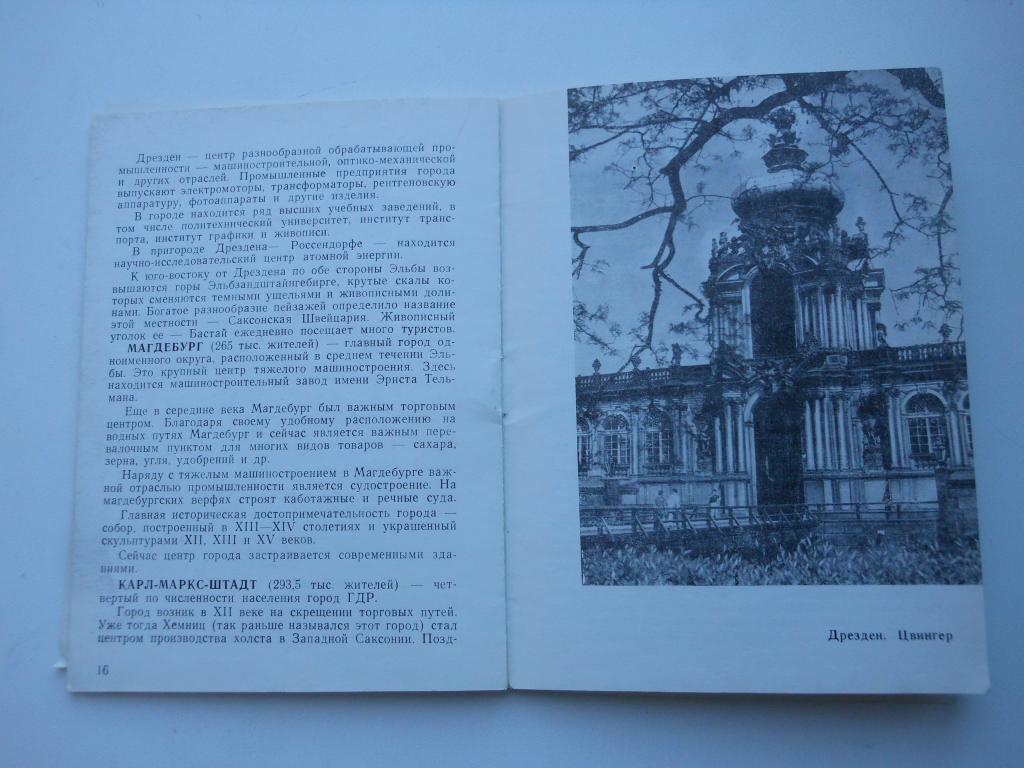 Дрезден — центр разнообразной обрабатывающей про-
мышленности — машиностроительной, оптико-механической
и других отраслей. Промышленные предприятия города
выпускают электромоторы, трансформаторы, рентгеновскую
аппаратуру, фотоаппараты и другие изделия.
В городе находится ряд высших учебных заведений, в
том числе политехнический университет, институт транс-
порта, институт графики и живописи.
В пригороде Дрездена— Россендорфе — находится
научно-исследовательский центр атомной энергии.
К юго-востоку от Дрездена по обе стороны Эльбы воз-
вышаются горы Эльбзандштайнгебирге, крутые скалы ко-
торых сменяются темными ущельями и живописными доли-
нами. Богатое разнообразие пейзажей определило название
этой местности — Саксонская Швейцария. Живописный
уголок ее — Бастай ежедневно посещает много туристов.
МАГДЕБУРГ (265 тыс. жителей) — главный город од-
ноименного округа, расположенный в среднем течении Эль-
бы. Это крупный центр тяжелого машиностроения. Здесь
находится машиностроительный завод имени Эрнста Тель-
мана.
Еще в середине века Магдебург был важным торговым
центром. Благодаря своему удобному расположению на
водных путях Магдебург и сейчас является важным пере-
валочным пунктом для многих видов товаров — сахара,
зерна, угля, удобрений и др.
Наряду с тяжелым машиностроением в Магдебурге важ-
ной отраслью промышленности является судостроение. На
магдебургских верфях строят каботажные и речные суда.
Главная историческая достопримечательность города —
собор, построенный в XIII—XIV столетиях и украшенный
скульптурами XII, XIII и XV веков.
Сейчас центр города застраивается современными зда-
ниями.
КАРЛ-МАРКС-ШТАДТ (293,5 тыс. жителей) — чет-
вертый по численности населения город ГДР.
Город возник в XII веке на скрещении торговых путей.
Уже тогда Хемниц (так раньше назывался этот город) стал
центром производства холста в Западной Саксонии. Позд-
16
Дрезден. Цвингер